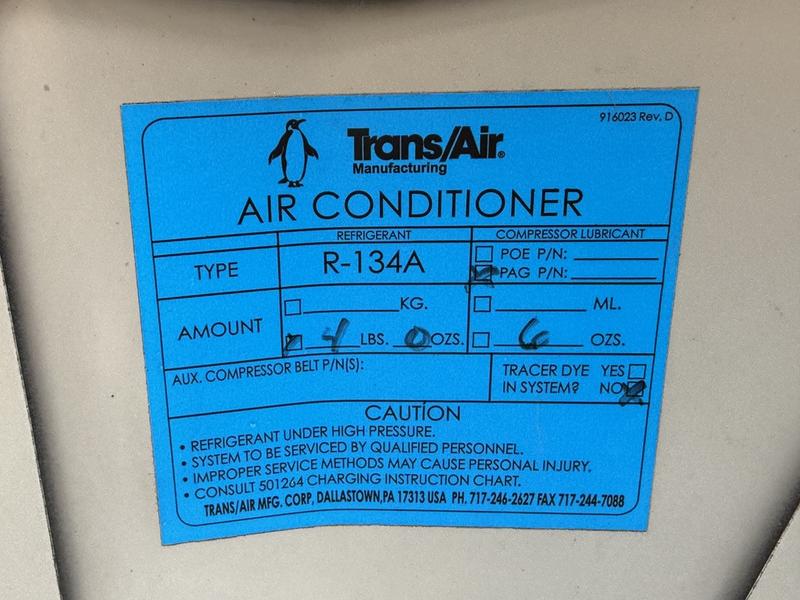 916023 Rev. D
Trans/Air®
Manufacturing
AIR CONDITIONER
REFRIGERANT COMPRESSOR LUBRICANT
TYPE R-134A POE P/N:
PAG P/N:
AMOUNT KG. ML.
4 LBS. 0 OZS. 6 OZS.
AUX. COMPRESSOR BELT P/N(S): TRACER DYE YES
IN SYSTEM? NO
CAUTION
• REFRIGERANT UNDER HIGH PRESSURE.
• SYSTEM TO BE SERVICED BY QUALIFIED PERSONNEL.
• IMPROPER SERVICE METHODS MAY CAUSE PERSONAL INJURY.
• CONSULT 501264 CHARGING INSTRUCTION CHART.
TRANS/AIR MFG. CORP, DALLASTOWN,PA 17313 USA PH. 717-246-2627 FAX 717-244-7088